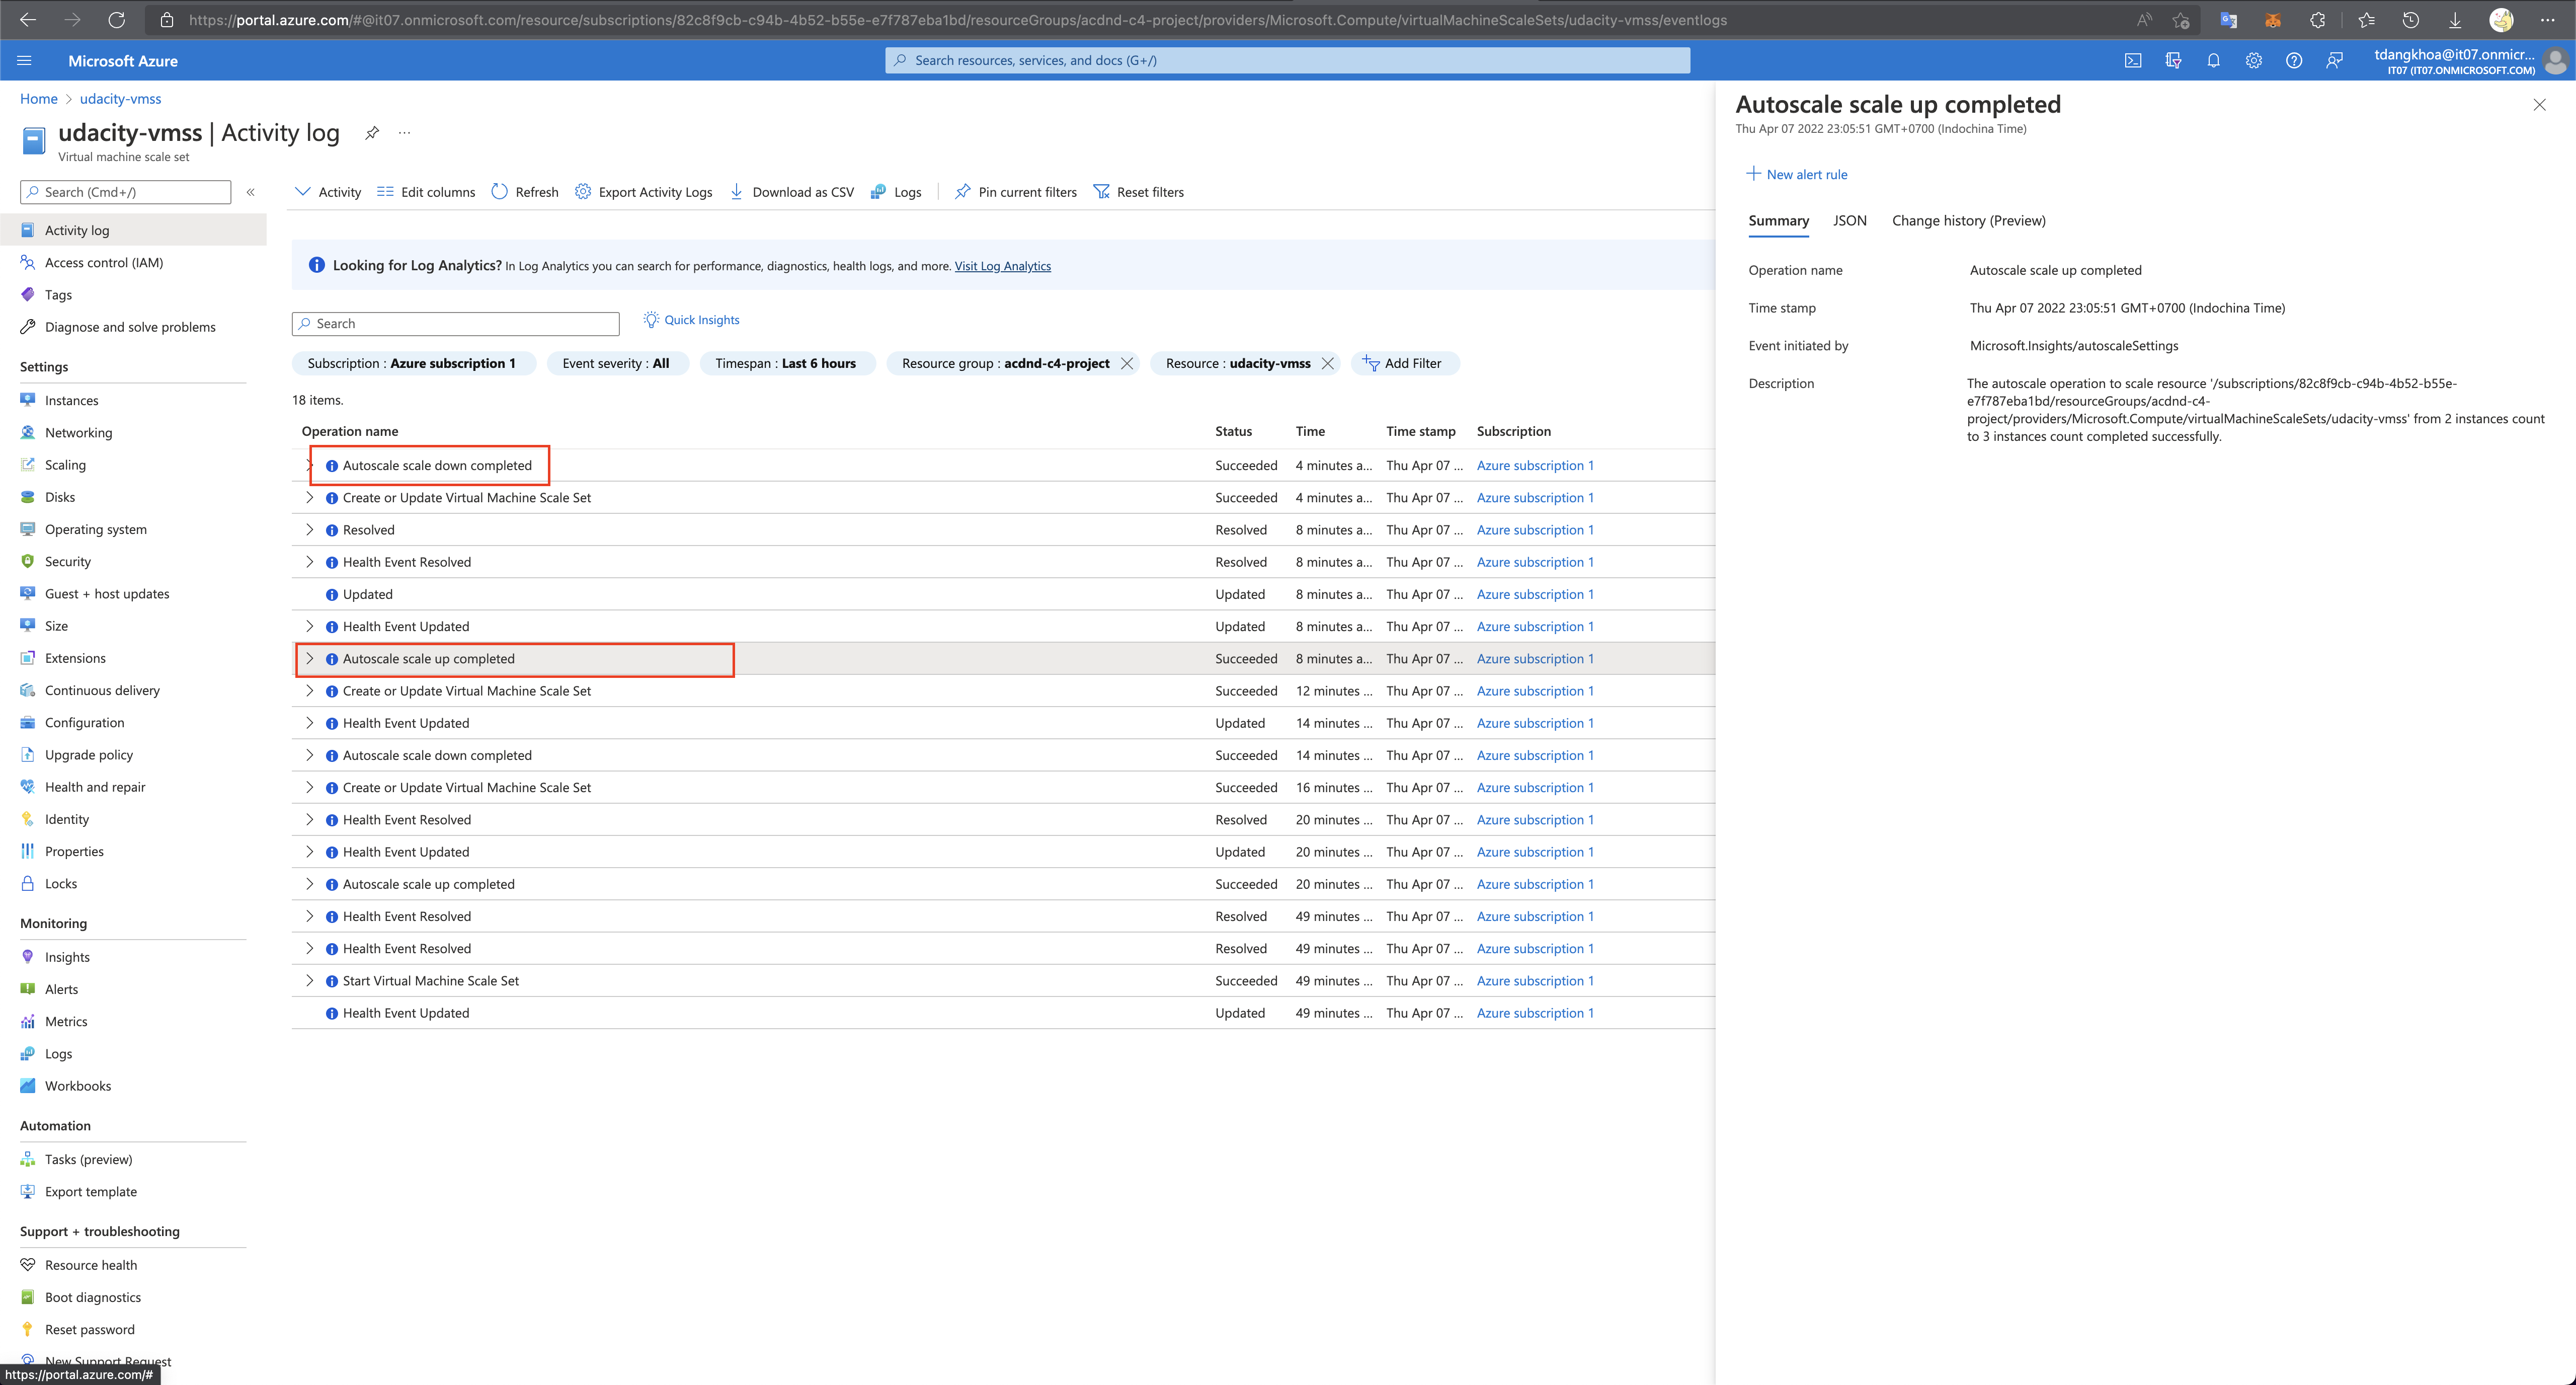 https://portal.azure.com/#@it07.onmicrosoft.com/resource/subscriptions/82c8f9cb-c94b-4b52-b55e-e7f787eba1bd/resourceGroups/acdnd-c4-project/providers/Microsoft.Compute/virtualMachineScaleSets/udacity-vmss/eventlogs
Microsoft Azure
Search resources, services, and docs (G+/)
tdangkhoa@it07.onmicr...
IT07 (IT07.ONMICROSOFT.COM)
Home > udacity-vmss
udacity-vmss | Activity log
Virtual machine scale set
Search (Cmd+/)
Activity log
Access control (IAM)
Tags
Diagnose and solve problems
Settings
Instances
Networking
Scaling
Disks
Operating system
Security
Guest + host updates
Size
Extensions
Continuous delivery
Configuration
Upgrade policy
Health and repair
Identity
Properties
Locks
Monitoring
Insights
Alerts
Metrics
Logs
Workbooks
Automation
Tasks (preview)
Export template
Support + troubleshooting
Resource health
Boot diagnostics
Reset password
New Support Request
https://portal.azure.com/#
Activity Edit columns Refresh Export Activity Logs Download as CSV Logs Pin current filters Reset filters
Looking for Log Analytics? In Log Analytics you can search for performance, diagnostics, health logs, and more. Visit Log Analytics
Search Quick Insights
Subscription : Azure subscription 1 Event severity : All Timespan : Last 6 hours Resource group : acdnd-c4-project Resource : udacity-vmss Add Filter
18 items.
Operation name Status Time Time stamp Subscription
Autoscale scale down completed Succeeded 4 minutes a... Thu Apr 07 ... Azure subscription 1
Create or Update Virtual Machine Scale Set Succeeded 4 minutes a... Thu Apr 07 ... Azure subscription 1
Resolved Resolved 8 minutes a... Thu Apr 07 ... Azure subscription 1
Health Event Resolved Resolved 8 minutes a... Thu Apr 07 ... Azure subscription 1
Updated Updated 8 minutes a... Thu Apr 07 ... Azure subscription 1
Health Event Updated Updated 8 minutes a... Thu Apr 07 ... Azure subscription 1
Autoscale scale up completed Succeeded 8 minutes a... Thu Apr 07 ... Azure subscription 1
Create or Update Virtual Machine Scale Set Succeeded 12 minutes ... Thu Apr 07 ... Azure subscription 1
Health Event Updated Updated 14 minutes ... Thu Apr 07 ... Azure subscription 1
Autoscale scale down completed Succeeded 14 minutes ... Thu Apr 07 ... Azure subscription 1
Create or Update Virtual Machine Scale Set Succeeded 16 minutes ... Thu Apr 07 ... Azure subscription 1
Health Event Resolved Resolved 20 minutes ... Thu Apr 07 ... Azure subscription 1
Health Event Updated Updated 20 minutes ... Thu Apr 07 ... Azure subscription 1
Autoscale scale up completed Succeeded 20 minutes ... Thu Apr 07 ... Azure subscription 1
Health Event Resolved Resolved 49 minutes ... Thu Apr 07 ... Azure subscription 1
Health Event Resolved Resolved 49 minutes ... Thu Apr 07 ... Azure subscription 1
Start Virtual Machine Scale Set Succeeded 49 minutes ... Thu Apr 07 ... Azure subscription 1
Health Event Updated Updated 49 minutes ... Thu Apr 07 ... Azure subscription 1
Autoscale scale up completed
Thu Apr 07 2022 23:05:51 GMT+0700 (Indochina Time)
New alert rule
Summary JSON Change history (Preview)
Operation name Autoscale scale up completed
Time stamp Thu Apr 07 2022 23:05:51 GMT+0700 (Indochina Time)
Event initiated by Microsoft.Insights/autoscaleSettings
Description The autoscale operation to scale resource '/subscriptions/82c8f9cb-c94b-4b52-b55e-
e7f787eba1bd/resourceGroups/acdnd-c4-
project/providers/Microsoft.Compute/virtualMachineScaleSets/udacity-vmss' from 2 instances count
to 3 instances count completed successfully.